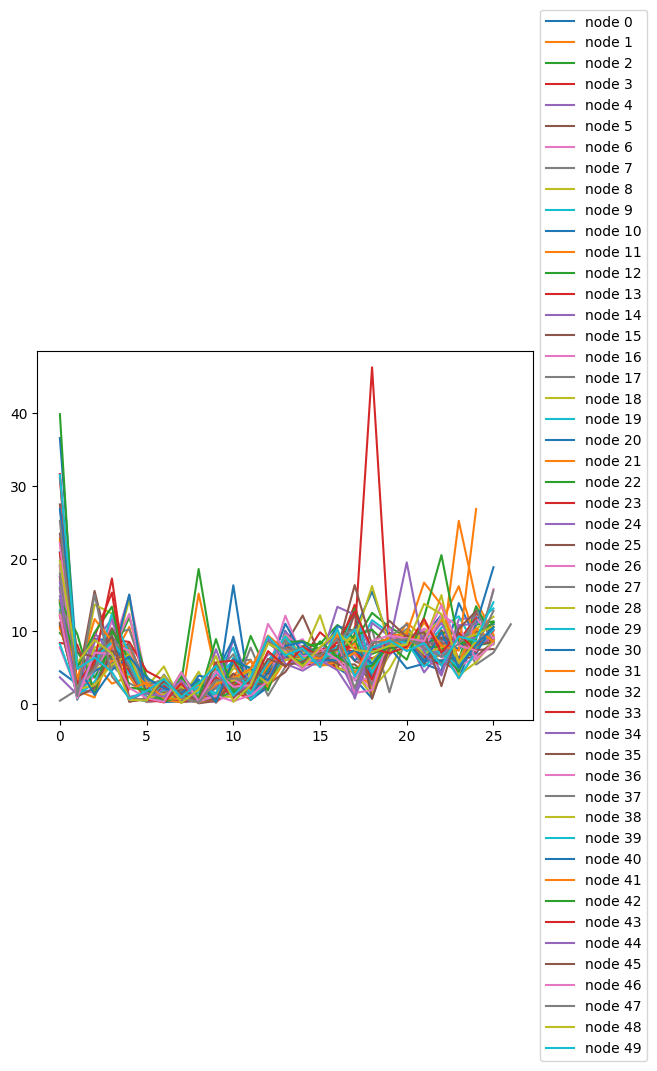 node 0
node 1
node 2
node 3
node 4
node 5
node 6
node 7
node 8
node 9
node 10
node 11
node 12
node 13
node 14
node 15
node 16
node 17
node 18
node 19
node 20
node 21
node 22
node 23
node 24
node 25
node 26
node 27
node 28
node 29
node 30
node 31
node 32
node 33
node 34
node 35
node 36
node 37
node 38
node 39
node 40
node 41
node 42
node 43
node 44
node 45
node 46
node 47
node 48
node 49
40
30
20
10
0
0 5 10 15 20 25